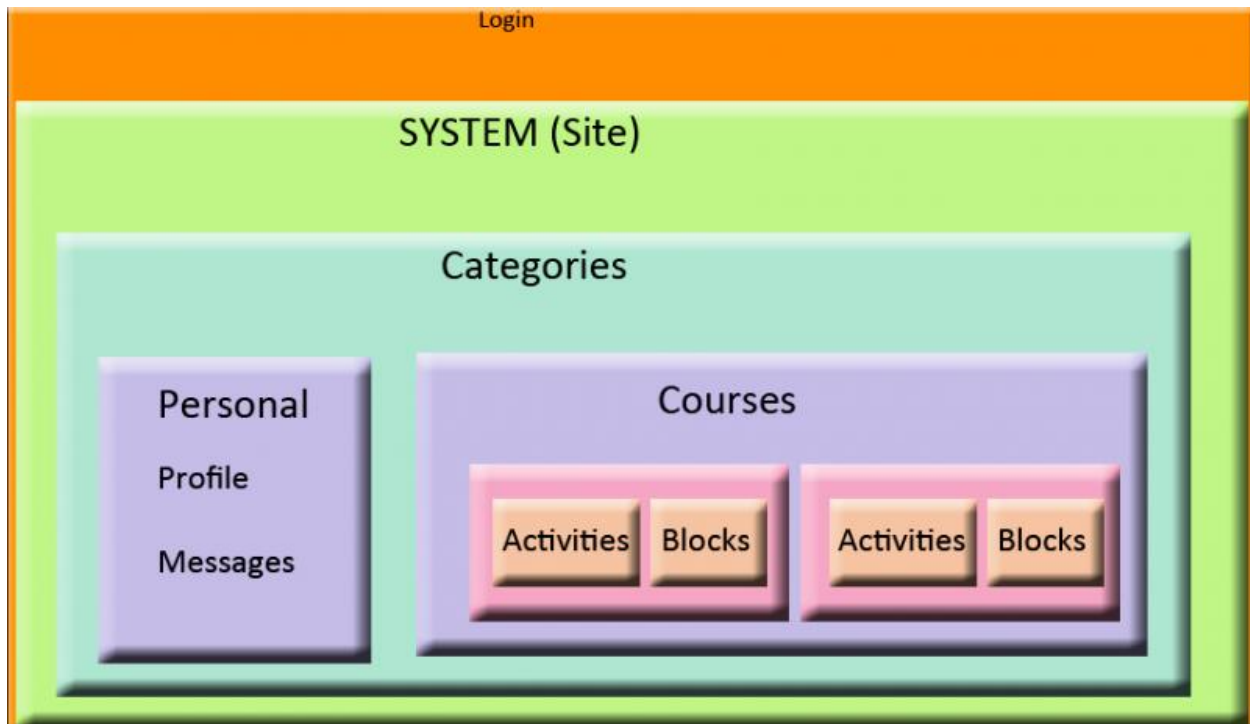 Login
SYSTEM (Site)
Categories
Personal
Profile
Messages
Courses
Activities
Blocks
Activities
Blocks